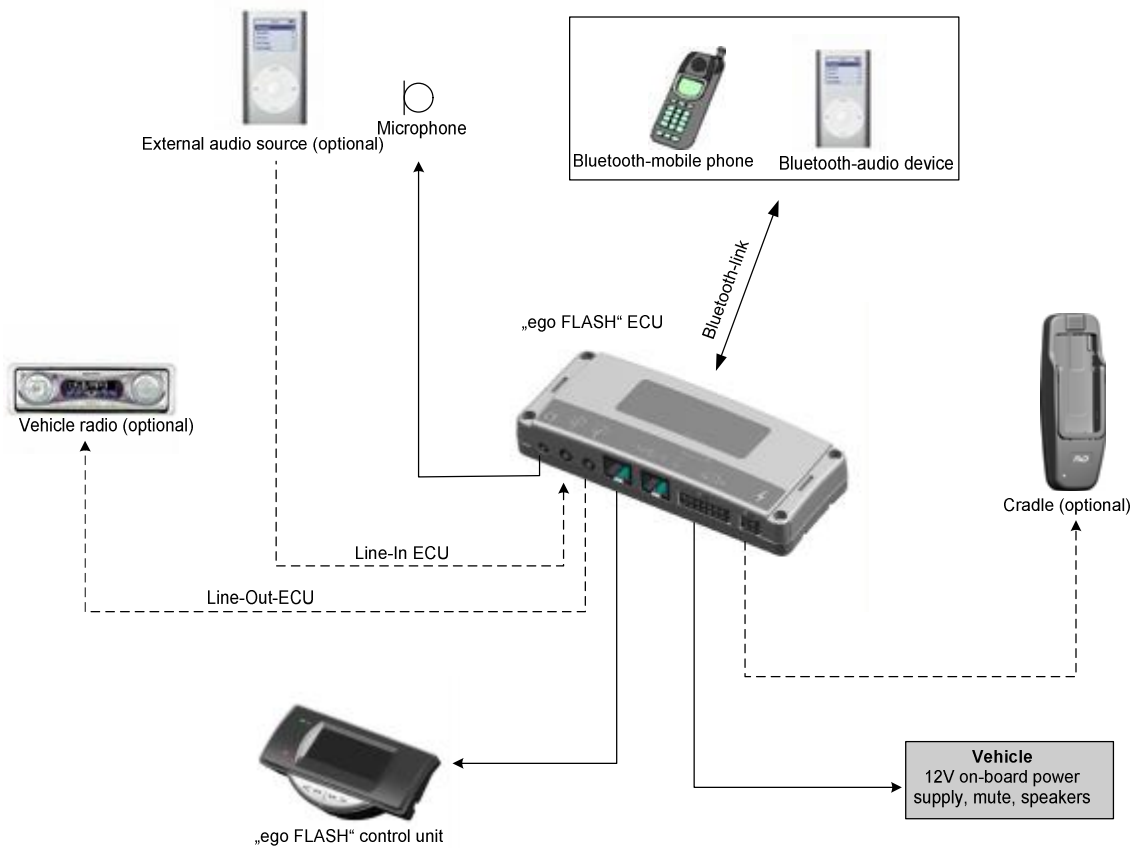 External audio source (optional)
Microphone
Bluetooth-mobile phone
Bluetooth-audio device
Bluetooth-link
„ego FLASH“ ECU
Vehicle radio (optional)
Cradle (optional)
Line-In ECU
Line-Out-ECU
Vehicle
12V on-board power
supply, mute, speakers
„ego FLASH“ control unit